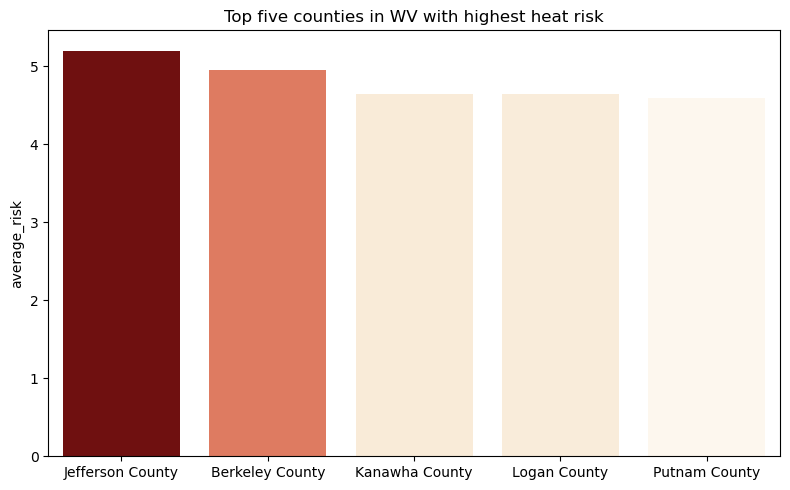 Top five counties in WV with highest heat risk
average_risk
5
4
3
2
1
0
Jefferson County
Berkeley County
Kanawha County
Logan County
Putnam County